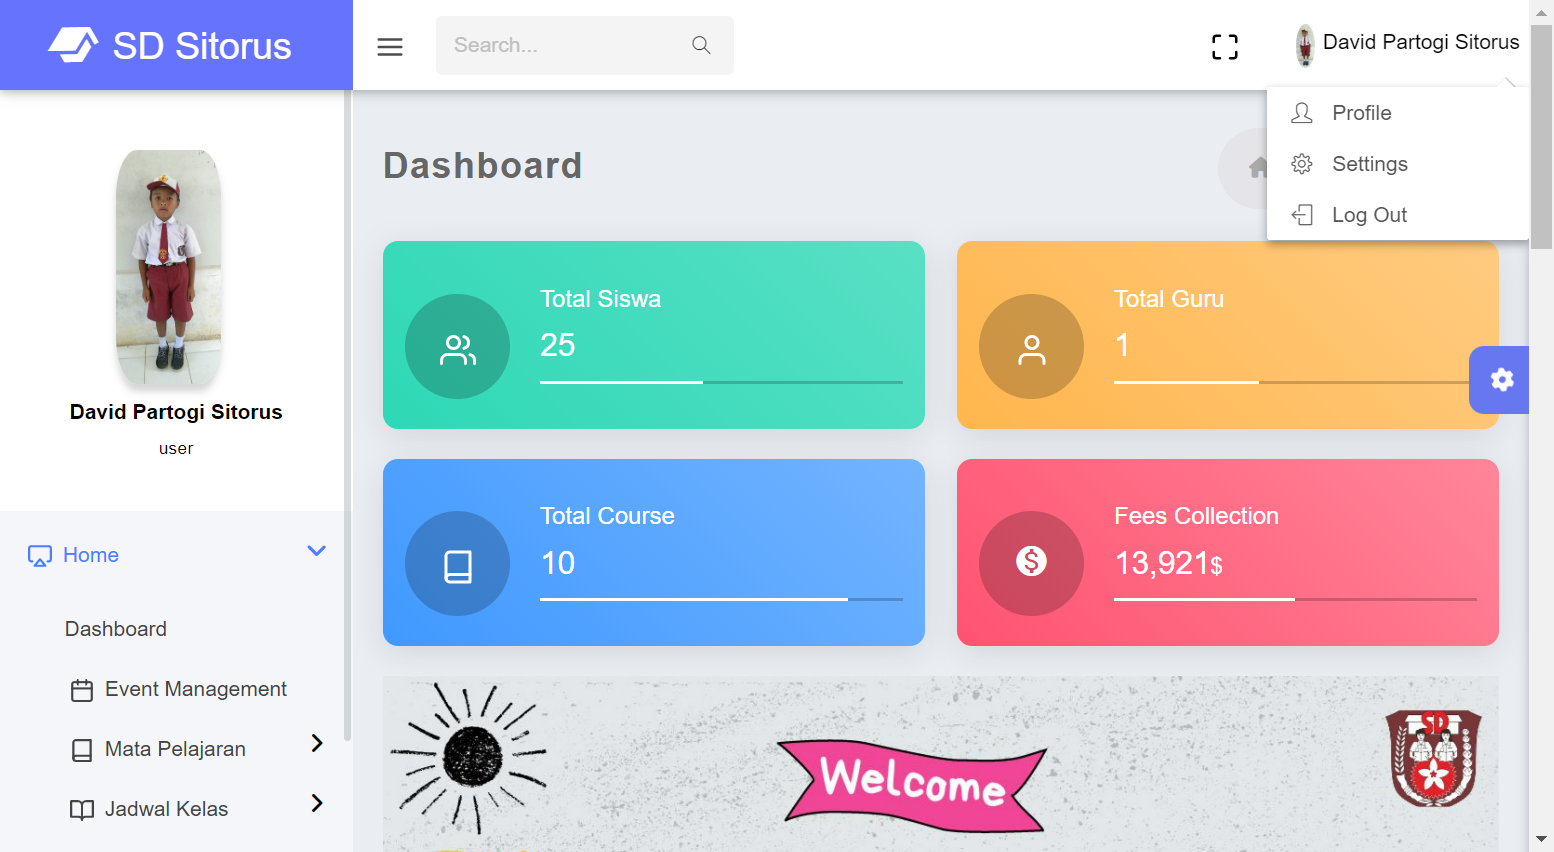 SD Sitorus
Search...
David Partogi Sitorus
Profile
Settings
Log Out
David Partogi Sitorus
user
Home
Dashboard
Event Management
Mata Pelajaran
Jadwal Kelas
Dashboard
Total Siswa
25
Total Guru
1
Total Course
10
Fees Collection
13,921$
Welcome
SD